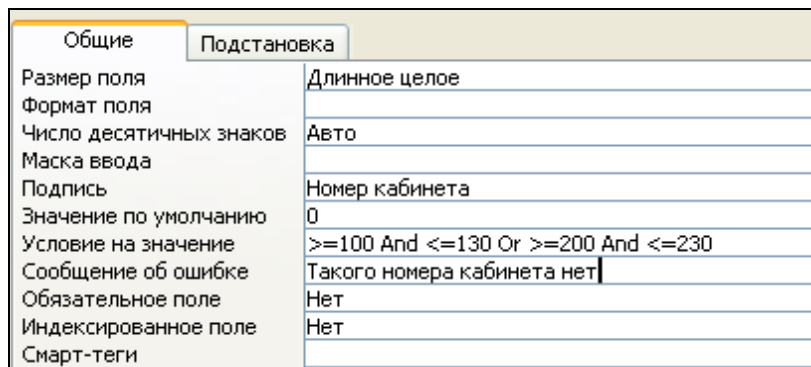 Общие Подстановка
Размер поля Длинное целое
Формат поля
Число десятичных знаков Авто
Маска ввода
Подпись Номер кабинета
Значение по умолчанию 0
Условие на значение >=100 And <=130 Or >=200 And <=230
Сообщение об ошибке Такого номера кабинета нет
Обязательное поле Нет
Индексированное поле Нет
Смарт-теги